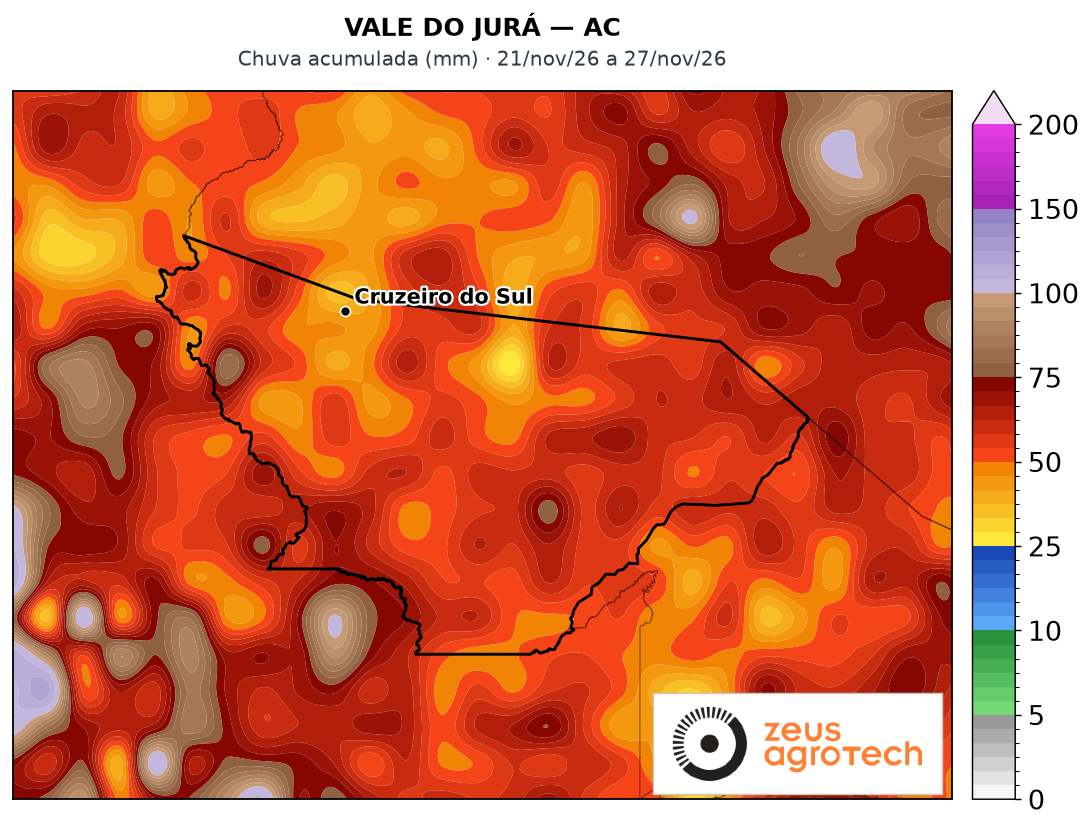 VALE DO JURÁ — AC
Chuva acumulada (mm) · 21/nov/26 a 27/nov/26
Cruzeiro do Sul
200
150
100
75
50
25
10
5
0
zeus
agrotech